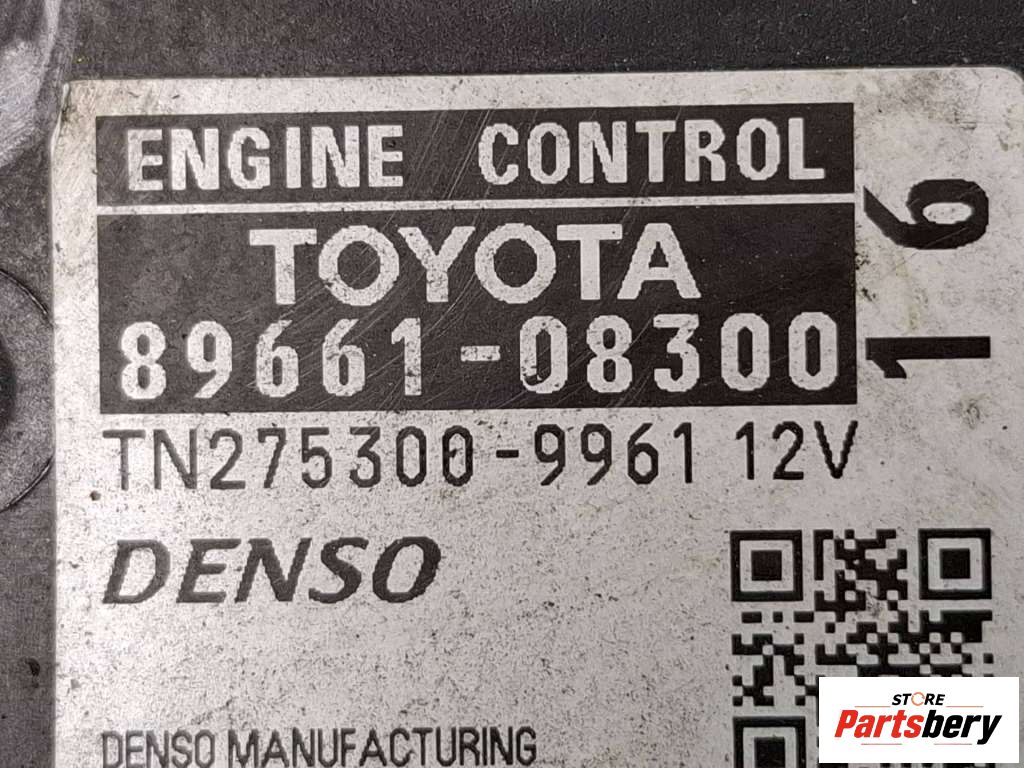 ENGINE CONTROL
TOYOTA
89661-08300
16
TN275300-9961 12V
DENSO
DENSO MANUFACTURING
STORE
Partsbery